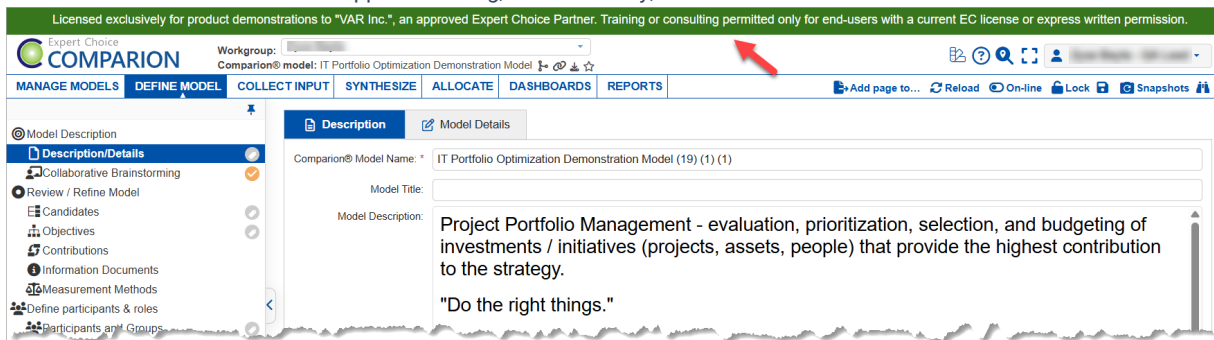 Licensed exclusively for product demonstrations to "VAR Inc.", an approved Expert Choice Partner. Training or consulting permitted only for end-users with a current EC license or express written permission.
Expert Choice
COMPARION
Workgroup:
Comparion® model: IT Portfolio Optimization Demonstration Model
MANAGE MODELS DEFINE MODEL COLLECT INPUT SYNTHESIZE ALLOCATE DASHBOARDS REPORTS Add page to... Reload On-line Lock Snapshots
Model Description
Description/Details
Collaborative Brainstorming
Review / Refine Model
Candidates
Objectives
Contributions
Information Documents
Measurement Methods
Define participants & roles
Participants and Groups
Description Model Details
Comparion® Model Name: * IT Portfolio Optimization Demonstration Model (19) (1) (1)
Model Title:
Model Description:
Project Portfolio Management - evaluation, prioritization, selection, and budgeting of
investments / initiatives (projects, assets, people) that provide the highest contribution
to the strategy.
"Do the right things."